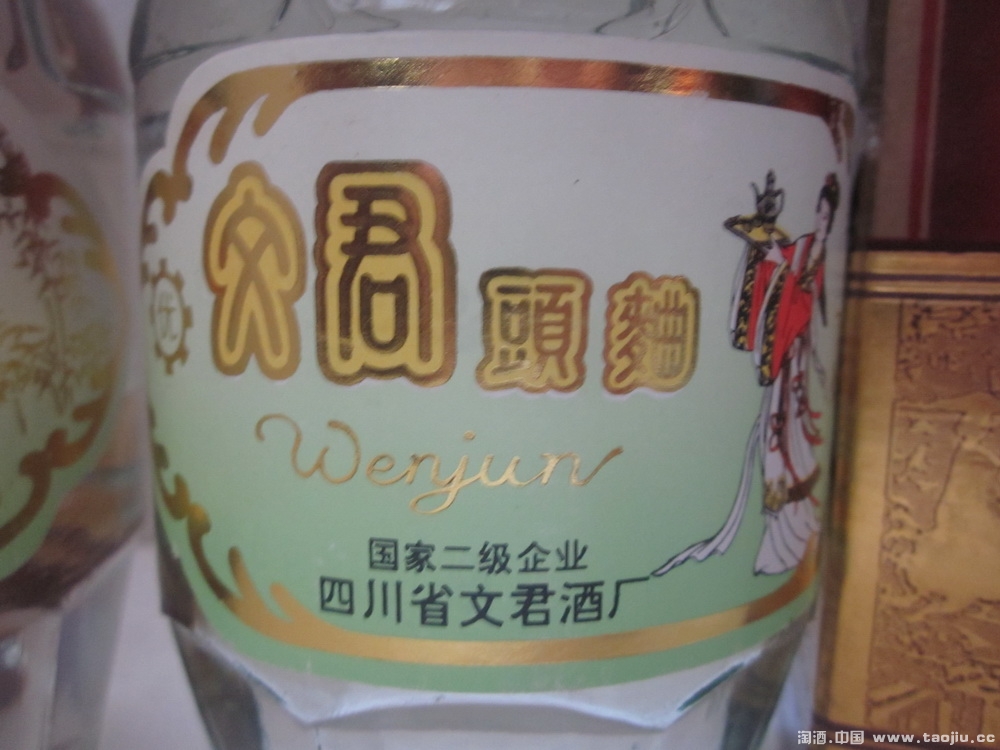 文君頭麯
优
Wenjun
国家二级企业
四川省文君酒厂
淘酒.中国 www.taojiu.cc